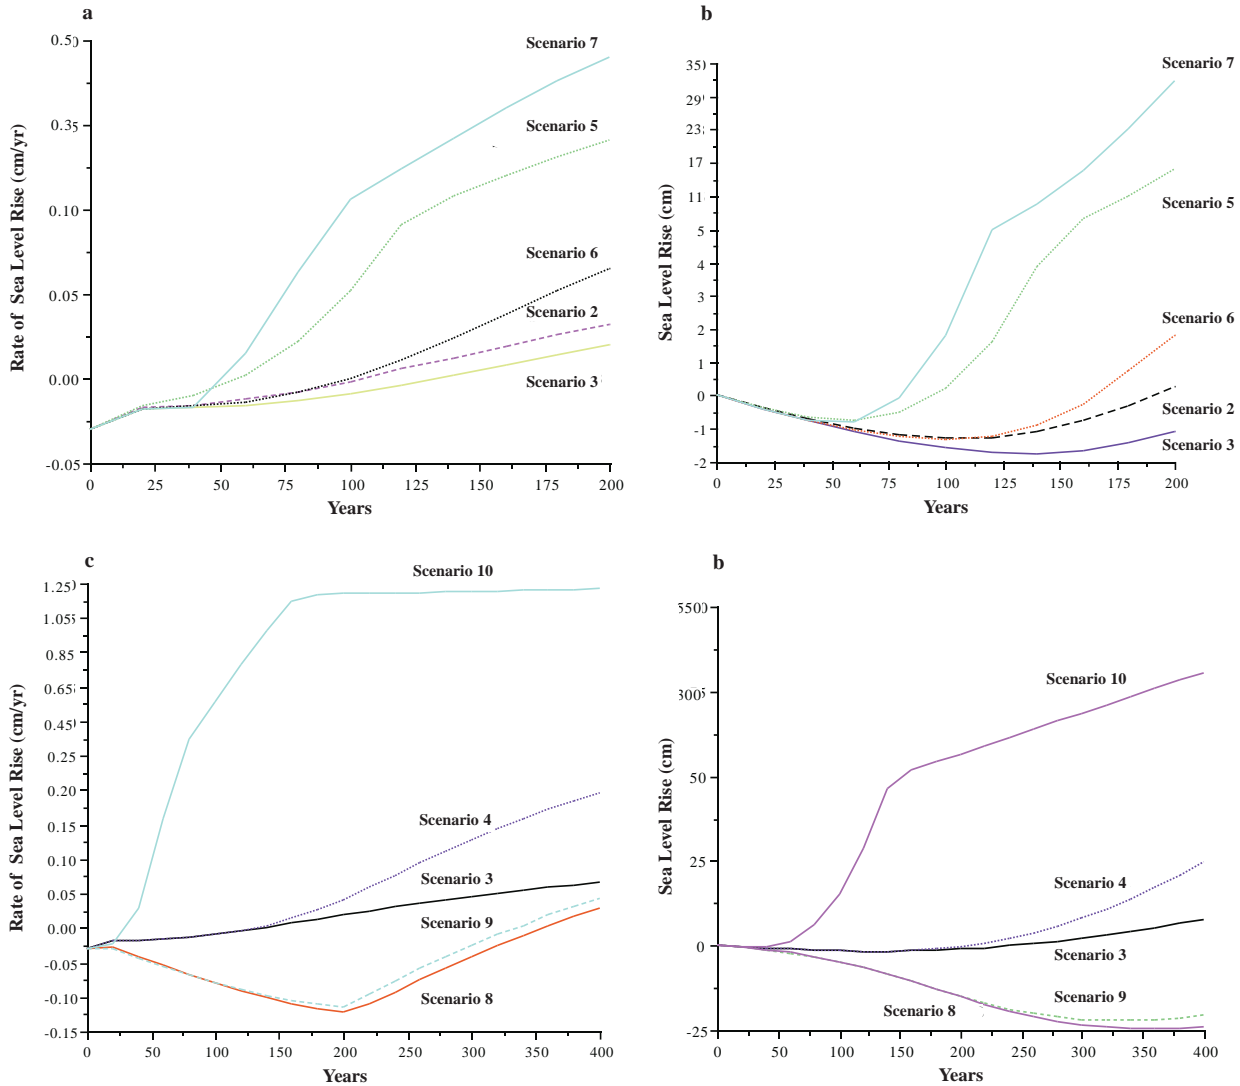 a
0.50
0.35
0.10
0.05
0.00
-0.05
Rate of Sea Level Rise (cm/yr)
Scenario 7
Scenario 5
Scenario 6
Scenario 2
Scenario 3
0 25 50 75 100 125 150 175 200
Years
b
35
29
23
17
11
5
4
3
2
1
0
-1
-2
Sea Level Rise (cm)
Scenario 7
Scenario 5
Scenario 6
Scenario 2
Scenario 3
0 25 50 75 100 125 150 175 200
Years
c
1.25
1.05
0.85
0.65
0.45
0.25
0.20
0.15
0.10
0.05
0.00
-0.05
-0.10
-0.15
Rate of Sea Level Rise (cm/yr)
Scenario 10
Scenario 4
Scenario 3
Scenario 9
Scenario 8
0 50 100 150 200 250 300 350 400
Years
b
50
25
0
-25
Sea Level Rise (cm)
Scenario 10
Scenario 4
Scenario 3
Scenario 9
Scenario 8
0 50 100 150 200 250 300 350 400
Years